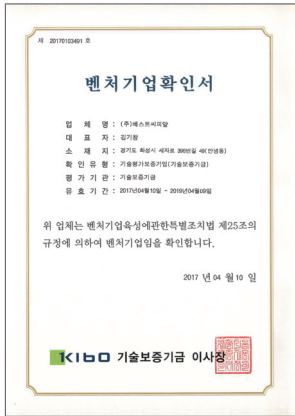 제 20170103491 호
벤처기업확인서
업 체 명 : (주)베스트씨피알
대 표 자 : 김기창
소 재 지 : 경기도 화성시 세자로 399번길 49(안녕동)
확 인 유 형 : 기술평가보증기업(기술보증기금)
평 가 기 관 : 기술보증기금
유 효 기 간 : 2017년04월10일 - 2019년04월09일
위 업체는 벤처기업육성에관한특별조치법 제25조의
규정에 의하여 벤처기업임을 확인합니다.
2017 년 04 월 10 일
KIBO 기술보증기금 이사장